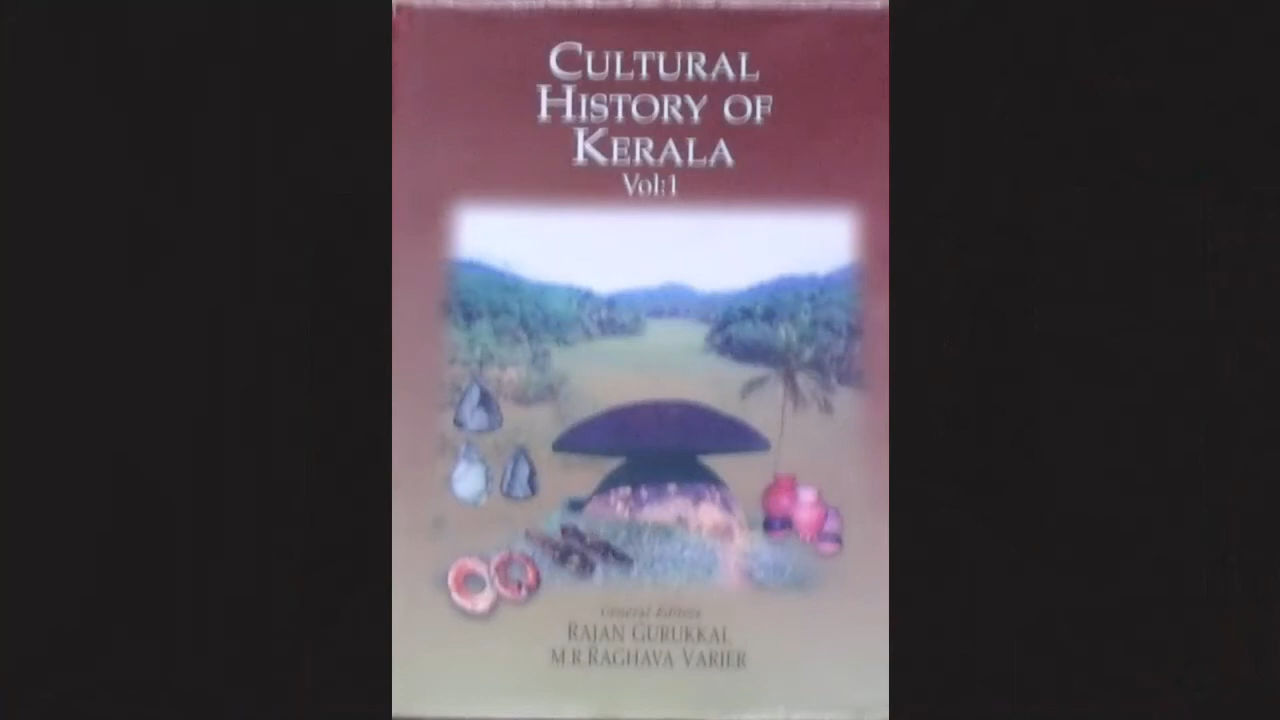 CULTURAL
HISTORY OF
KERALA
Vol:1
General Editors
RAJAN GURUKKAL
M.R.RAGHAVA VARIER